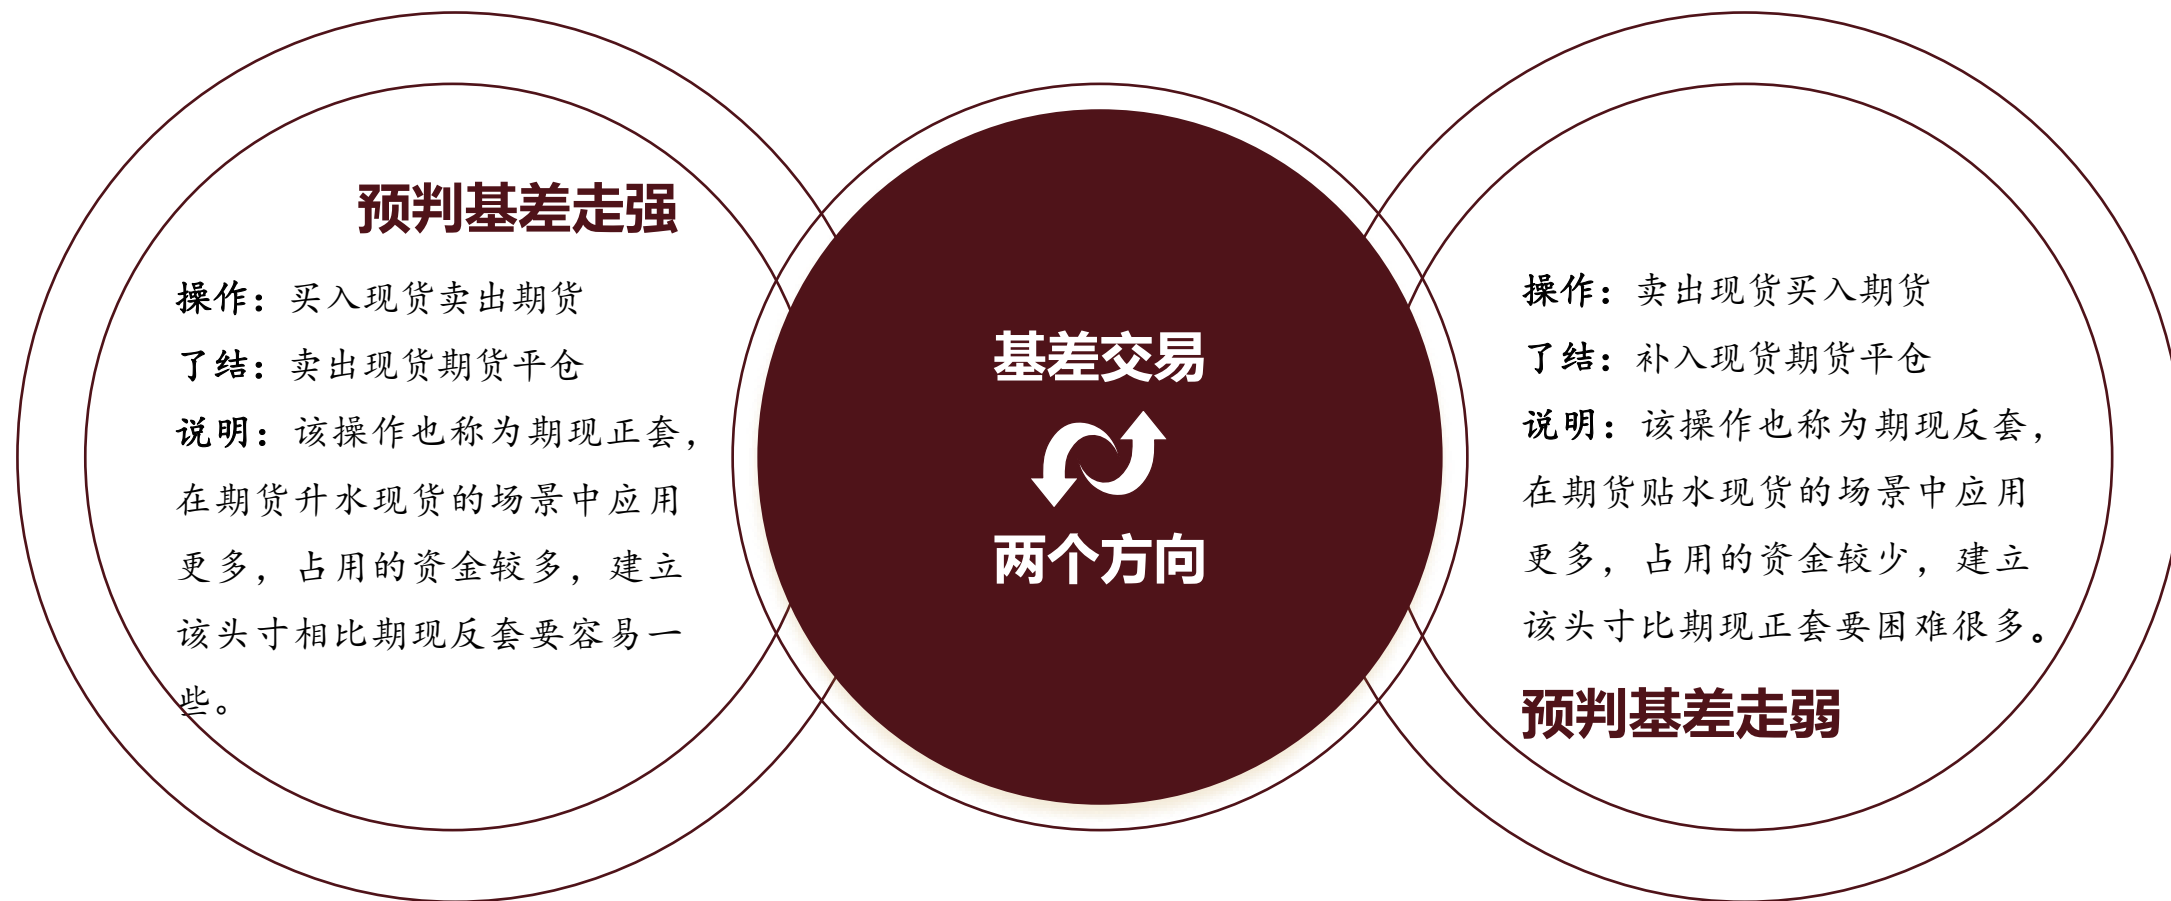 预判基差走强
操作：买入现货卖出期货
了结：卖出现货期货平仓
说明：该操作也称为期现正套，
在期货升水现货的场景中应用
更多，占用的资金较多，建立
该头寸相比期现反套要容易一
些。
基差交易
两个方向
操作：卖出现货买入期货
了结：补入现货期货平仓
说明：该操作也称为期现反套，
在期货贴水现货的场景中应用
更多，占用的资金较少，建立
该头寸比期现正套要困难很多。
预判基差走弱